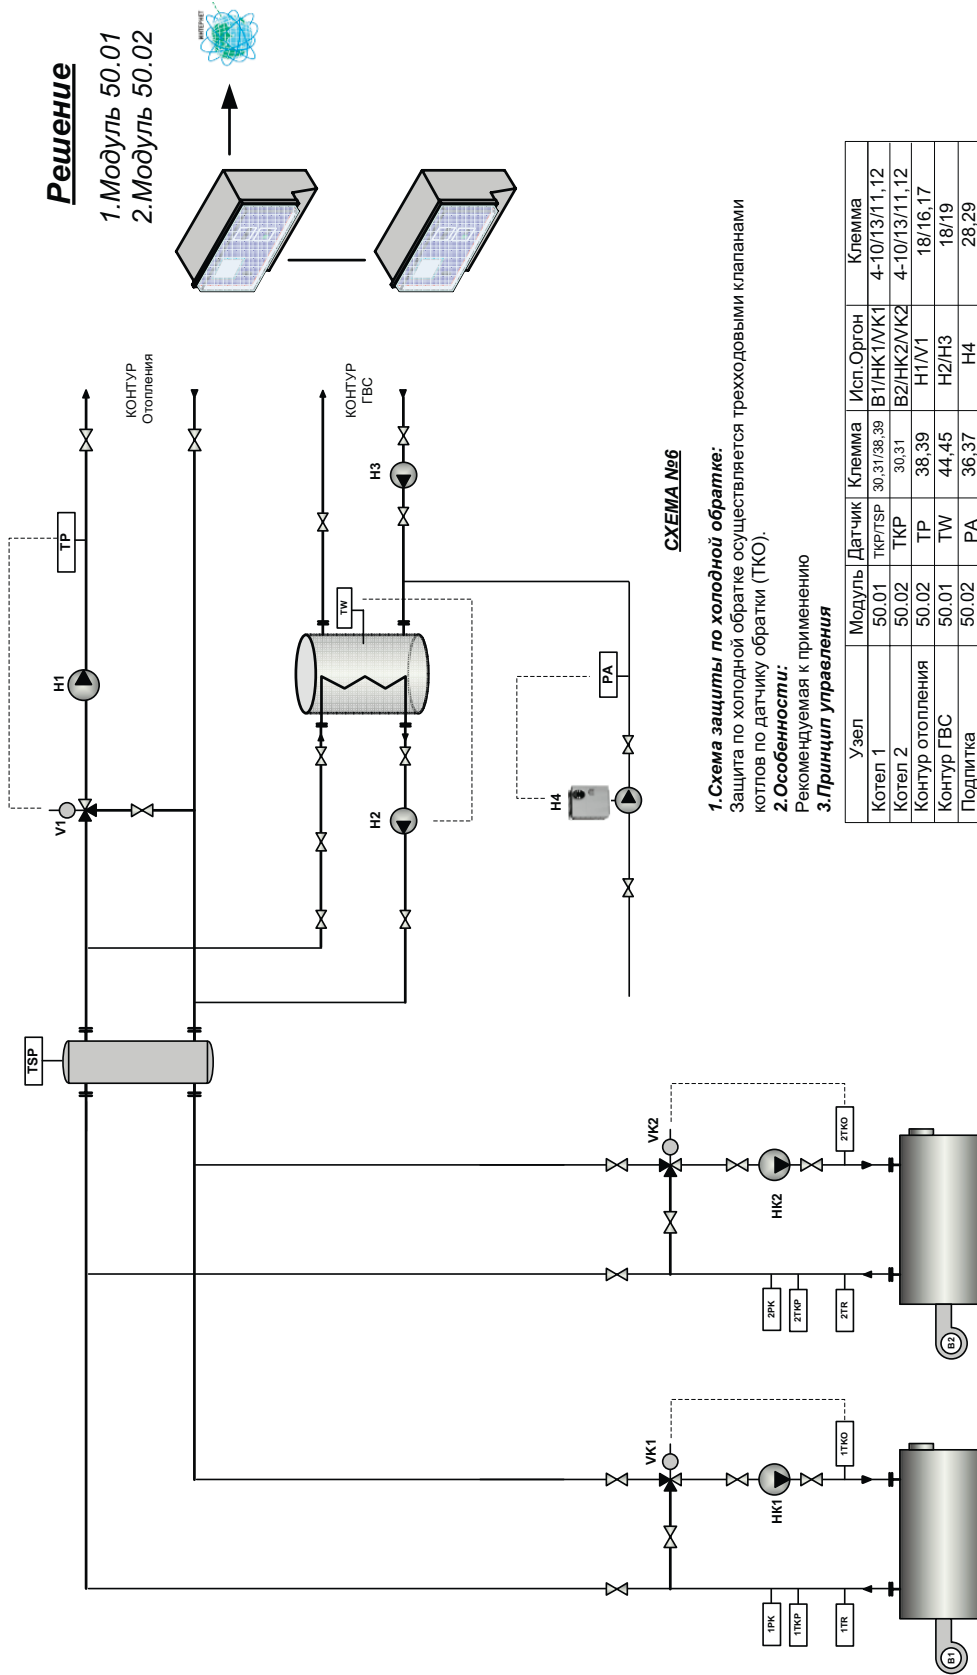 Решение
1.Модуль 50.01
2.Модуль 50.02
ИНТЕРНЕТ
TSP
V1
H1
TP
КОНТУР
Отопления
H2
TW
H3
КОНТУР
ГВС
H4
PA
VK1
HK1
1PK
1TKP
1TR
1TKO
B1
VK2
HK2
2PK
2TKP
2TR
2TKO
B2
СХЕМА №6
1.Схема защиты по холодной обратке:
Защита по холодной обратке осуществляется трехходовыми клапанами
котлов по датчику обратки (ТКО).
2.Особенности:
Рекомендуемая к применению
3.Принцип управления
Узел Модуль Датчик Клемма Исп.Оргон Клемма
Котел 1 50.01 TKP/TSP 30,31/38,39 B1/HK1/VK1 4-10/13/11,12
Котел 2 50.02 TKP 30,31 B2/HK2/VK2 4-10/13/11,12
Контур отопления 50.02 TP 38,39 H1/V1 18/16,17
Контур ГВС 50.01 TW 44,45 H2/H3 18/19
Подпитка 50.02 PA 36,37 H4 28,29